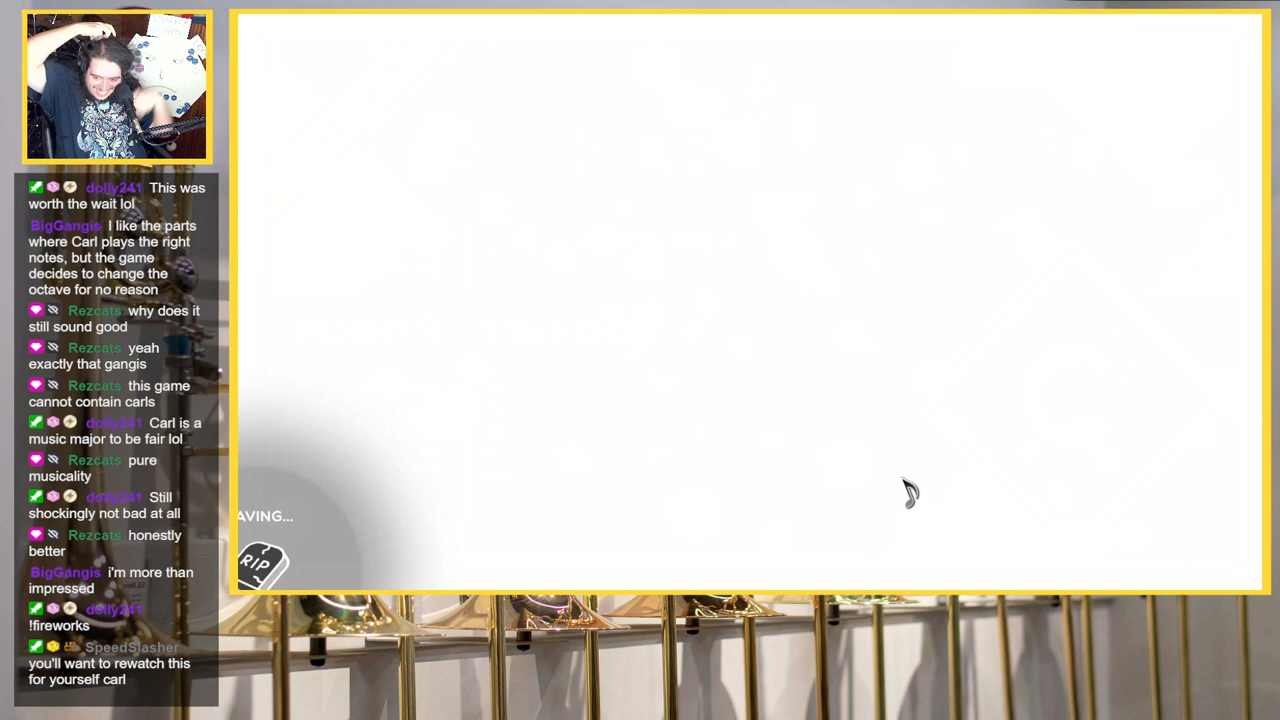 dolly241 This was
worth the wait lol
BigGangis I like the parts
where Carl plays the right
notes, but the game
decides to change the
octave for no reason
Rezcats why does it
still sound good
Rezcats yeah
exactly that gangis
Rezcats this game
cannot contain carls
dolly241 Carl is a
music major to be fair lol
Rezcats pure
musicality
dolly241 Still
shockingly not bad at all
Rezcats honestly
better
BigGangis i'm more than
impressed
dolly241
!fireworks
SpeedSlasher
you'll want to rewatch this
for yourself carl
AVING...
RIP